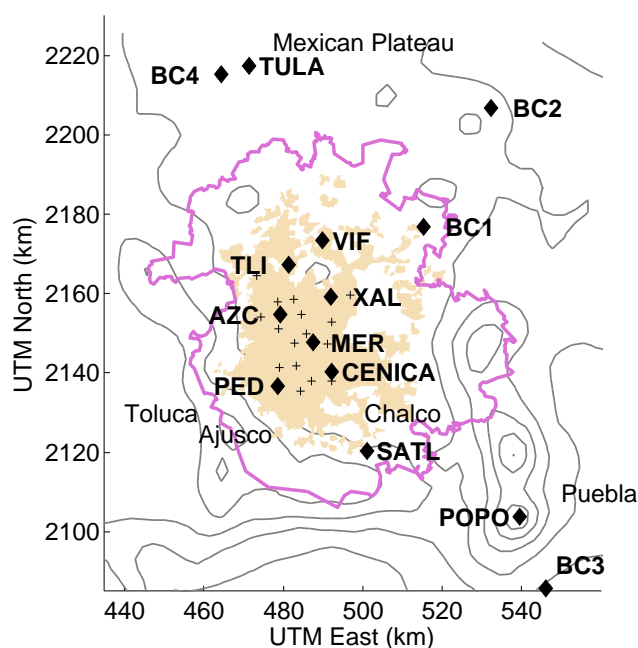 2220
Mexican Plateau
BC4
TULA
2200
BC2
2180
VIF
BC1
TLI
2160
XAL
AZC
UTM North (km)
MER
2140
PED
CENICA
Toluca
Chalco
Ajusco
2120
SATL
Puebla
2100
POPO
BC3
440 460 480 500 520 540
UTM East (km)